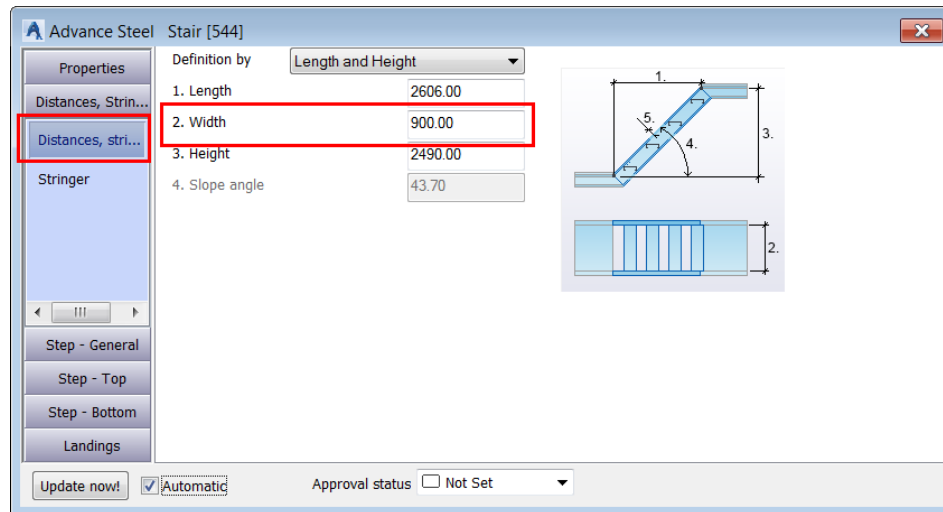 Advance Steel Stair [544]
Properties
Distances, Strin...
Distances, stri...
Stringer
Step - General
Step - Top
Step - Bottom
Landings
Definition by Length and Height
1. Length 2606.00
2. Width 900.00
3. Height 2490.00
4. Slope angle 43.70
1.
5.
4.
3.
2.
Update now! Automatic Approval status Not Set